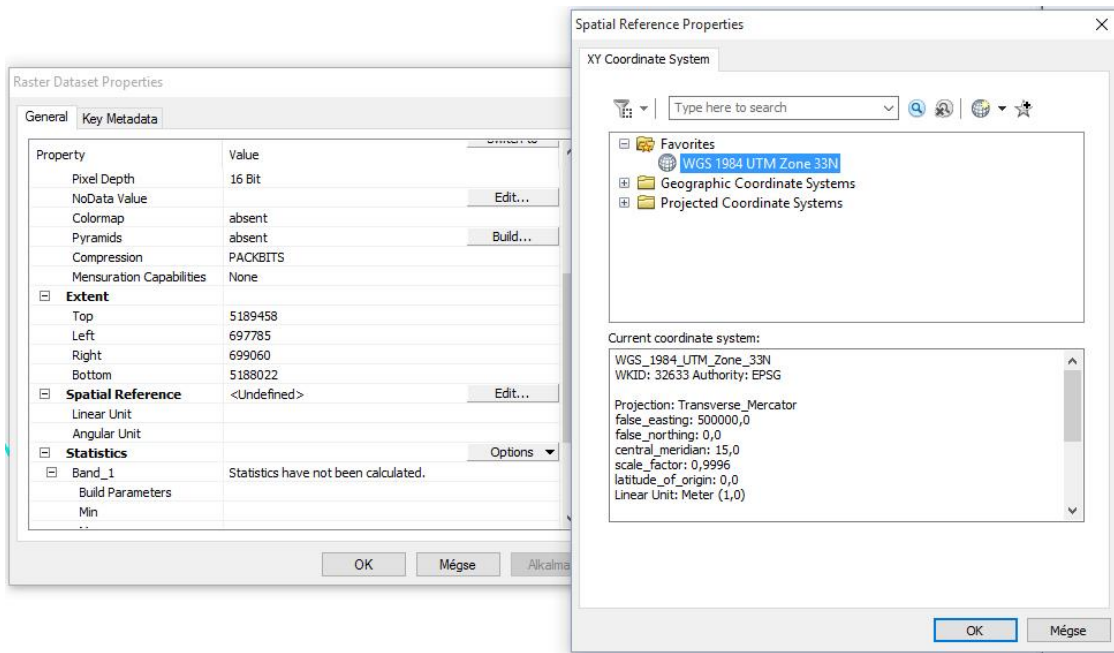 Raster Dataset Properties
General Key Metadata
Property Value
Pixel Depth 16 Bit
NoData Value Edit...
Colormap absent
Pyramids absent Build...
Compression PACKBITS
Mensuration Capabilities None
Extent
Top 5189458
Left 697785
Right 699060
Bottom 5188022
Spatial Reference <Undefined> Edit...
Linear Unit
Angular Unit
Statistics Options
Band_1 Statistics have not been calculated.
Build Parameters
Min
OK Mégse Alkalma
Spatial Reference Properties
XY Coordinate System
Type here to search
Favorites
WGS 1984 UTM Zone 33N
Geographic Coordinate Systems
Projected Coordinate Systems
Current coordinate system:
WGS_1984_UTM_Zone_33N
WKID: 32633 Authority: EPSG
Projection: Transverse_Mercator
false_easting: 500000,0
false_northing: 0,0
central_meridian: 15,0
scale_factor: 0,9996
latitude_of_origin: 0,0
Linear Unit: Meter (1,0)
OK Mégse